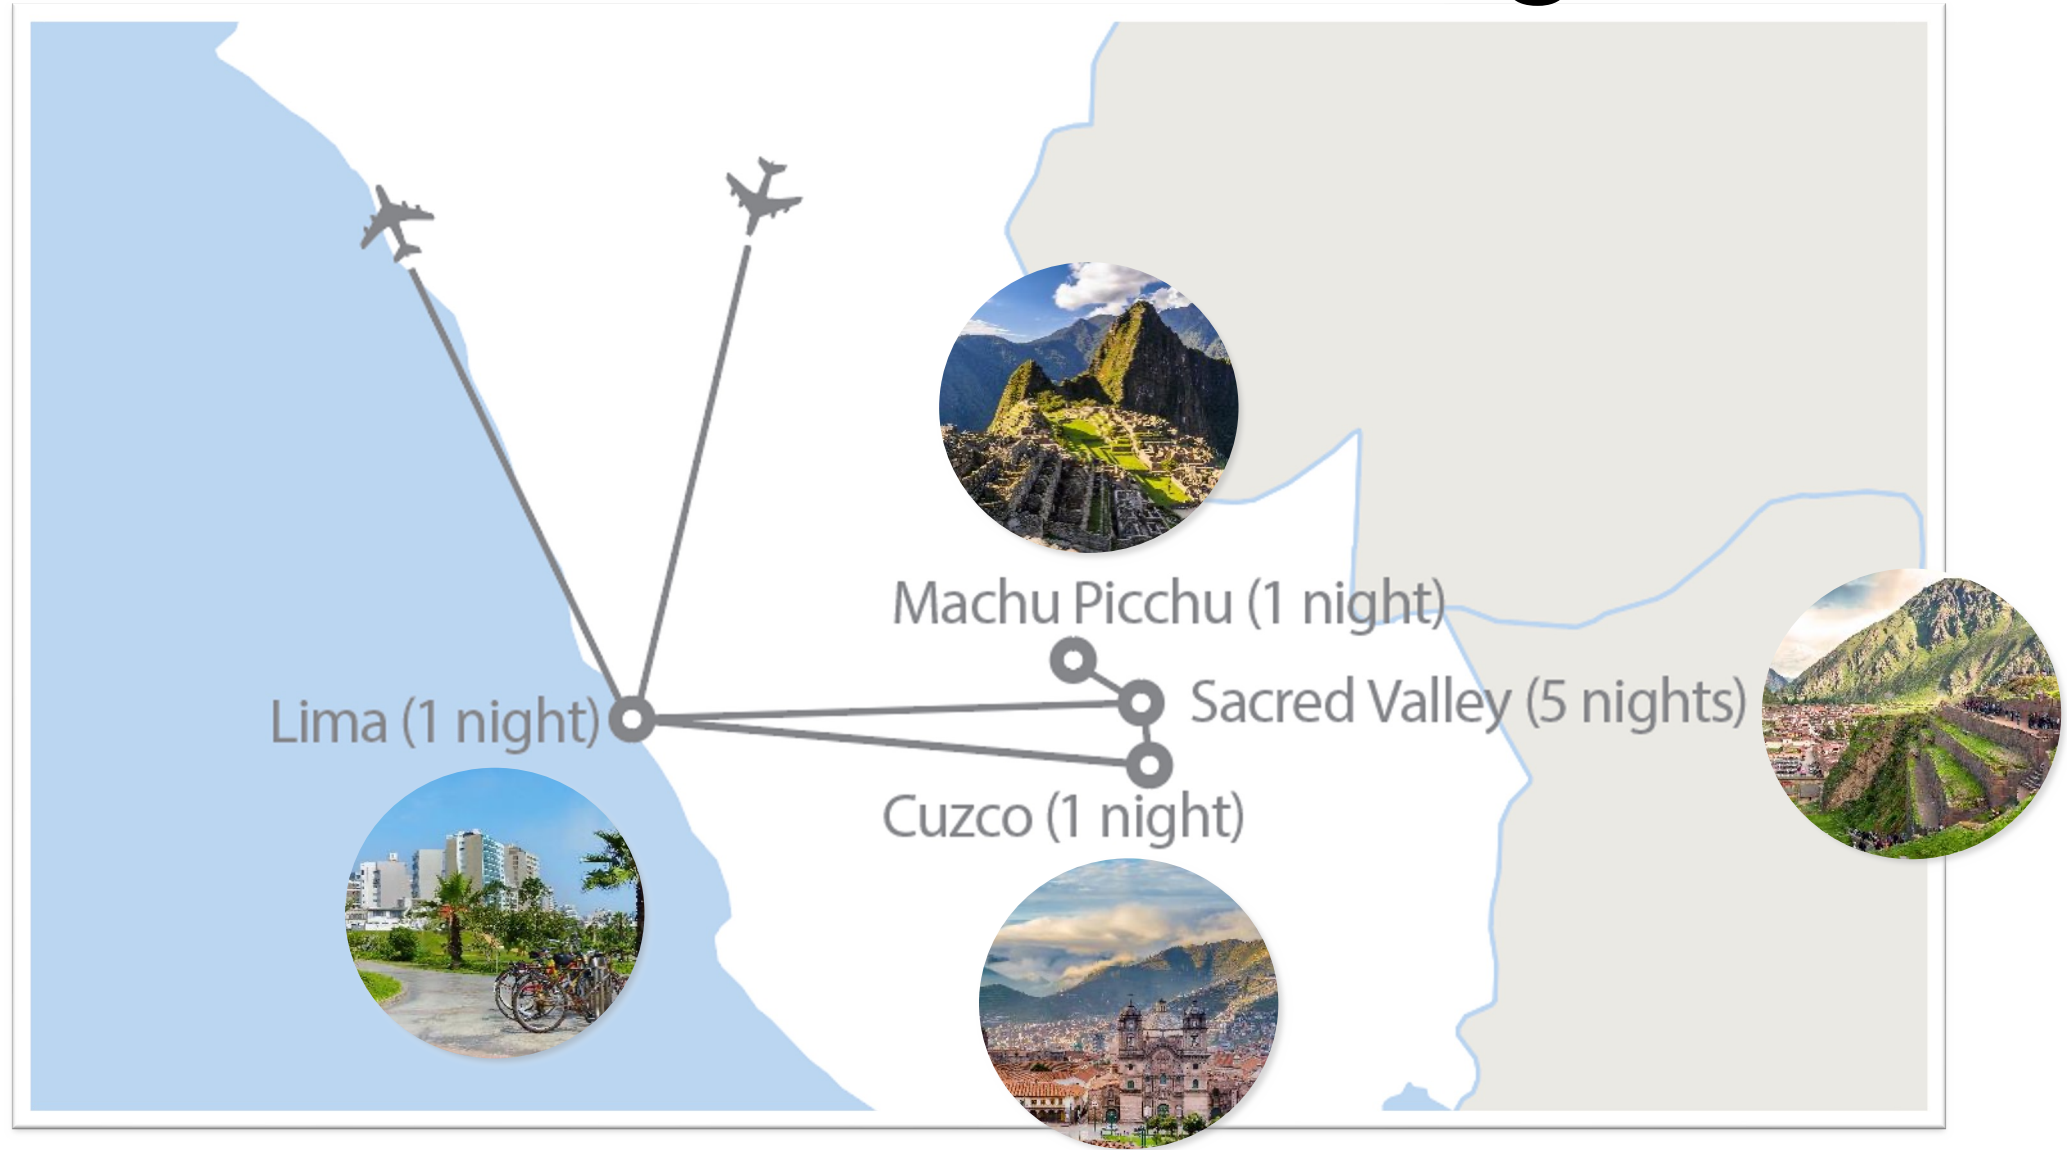 Machu Picchu (1 night)
Sacred Valley (5 nights)
Lima (1 night)
Cuzco (1 night)